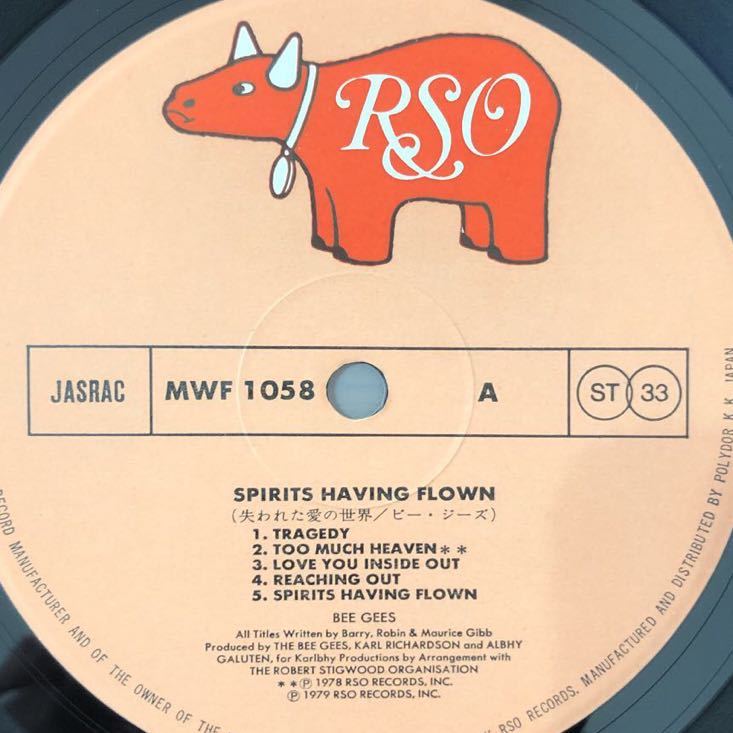 RSO
JASRAC
MWF 1058
A
ST 33
SPIRITS HAVING FLOWN
(失われた愛の世界/ビー・ジーズ)
1. TRAGEDY
2. TOO MUCH HEAVEN**
3. LOVE YOU INSIDE OUT
4. REACHING OUT
5. SPIRITS HAVING FLOWN
BEE GEES
All Titles Written by Barry, Robin & Maurice Gibb
Produced by THE BEE GEES, KARL RICHARDSON and ALBHY
GALUTEN, for Karlbhy Productions by Arrangement with
THE ROBERT STIGWOOD ORGANISATION
**Ⓟ 1978 RSO RECORDS, INC.
Ⓟ 1979 RSO RECORDS, INC.
RECORD MANUFACTURER AND OF THE OWNER OF THE
RSO RECORDS. MANUFACTURED AND DISTRIBUTED BY POLYDOR K.K. JAPAN